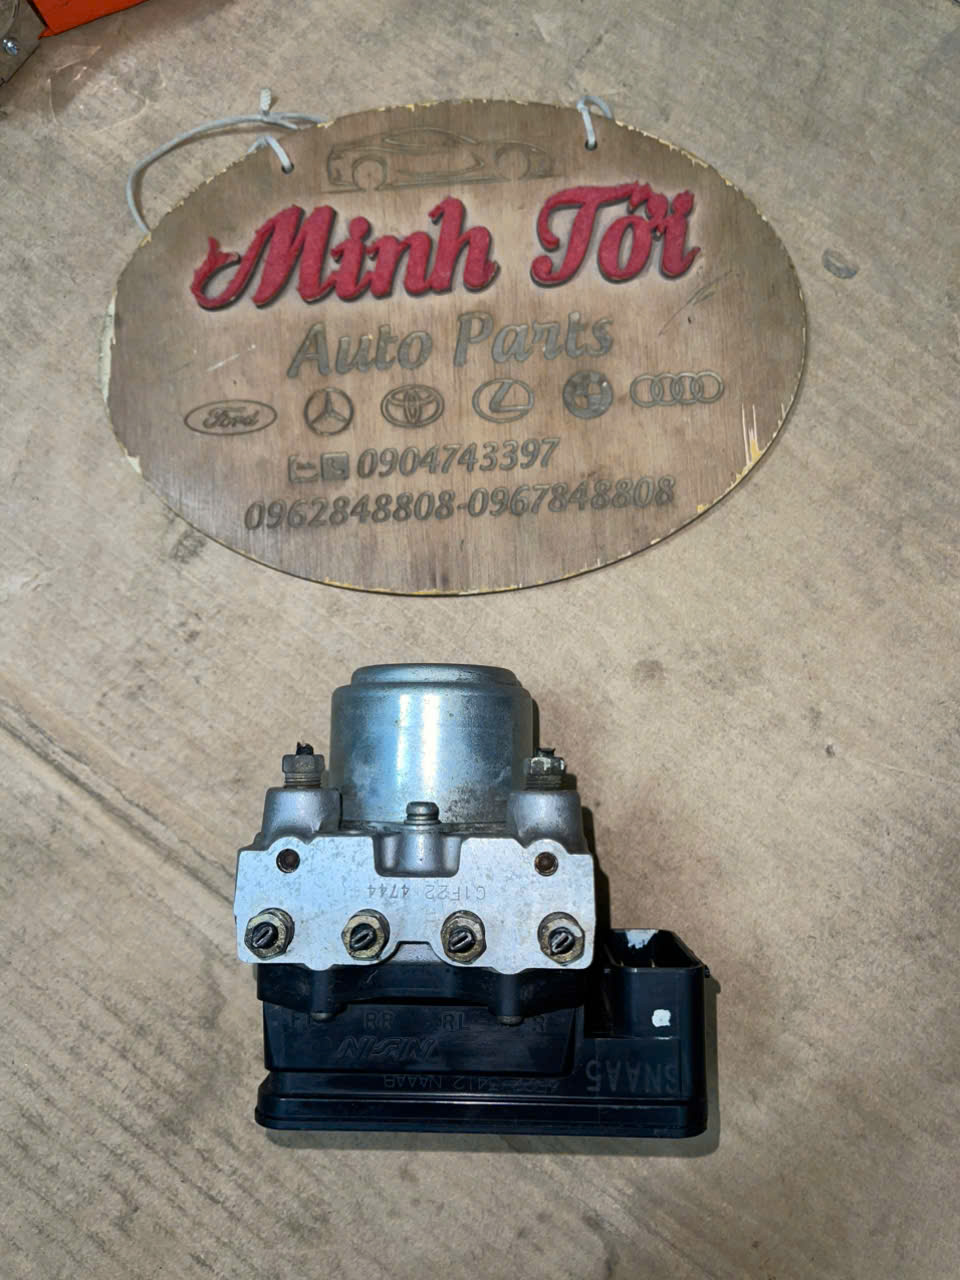 Minh Tới
Auto Parts
Ford
0904743397
0962848808-0967848808
G1F22 4744
RR RL
NISSIN
SNAA5